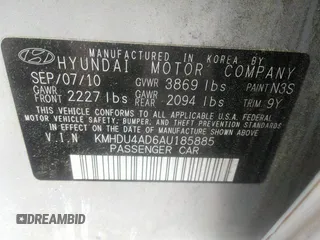 MANUFACTURED IN KOREA BY
HYUNDAI MOTOR COMPANY
SEP/07/10 GVWR 3869 lbs PAINT:N3S
GAWR FRONT 2227 lbs GAWR REAR 2094 lbs TRIM: 9Y
THIS VEHICLE CONFORMS TO ALL APPLICABLE
FEDERAL MOTOR VEHICLE SAFETY,
BUMPER, AND THEFT PREVENTION
STANDARDS IN EFFECT ON THE DATE OF
MANUFACTURE SHOWN ABOVE.
V.I.N KMHDU4AD6AU185885
PASSENGER CAR
DREAMBID